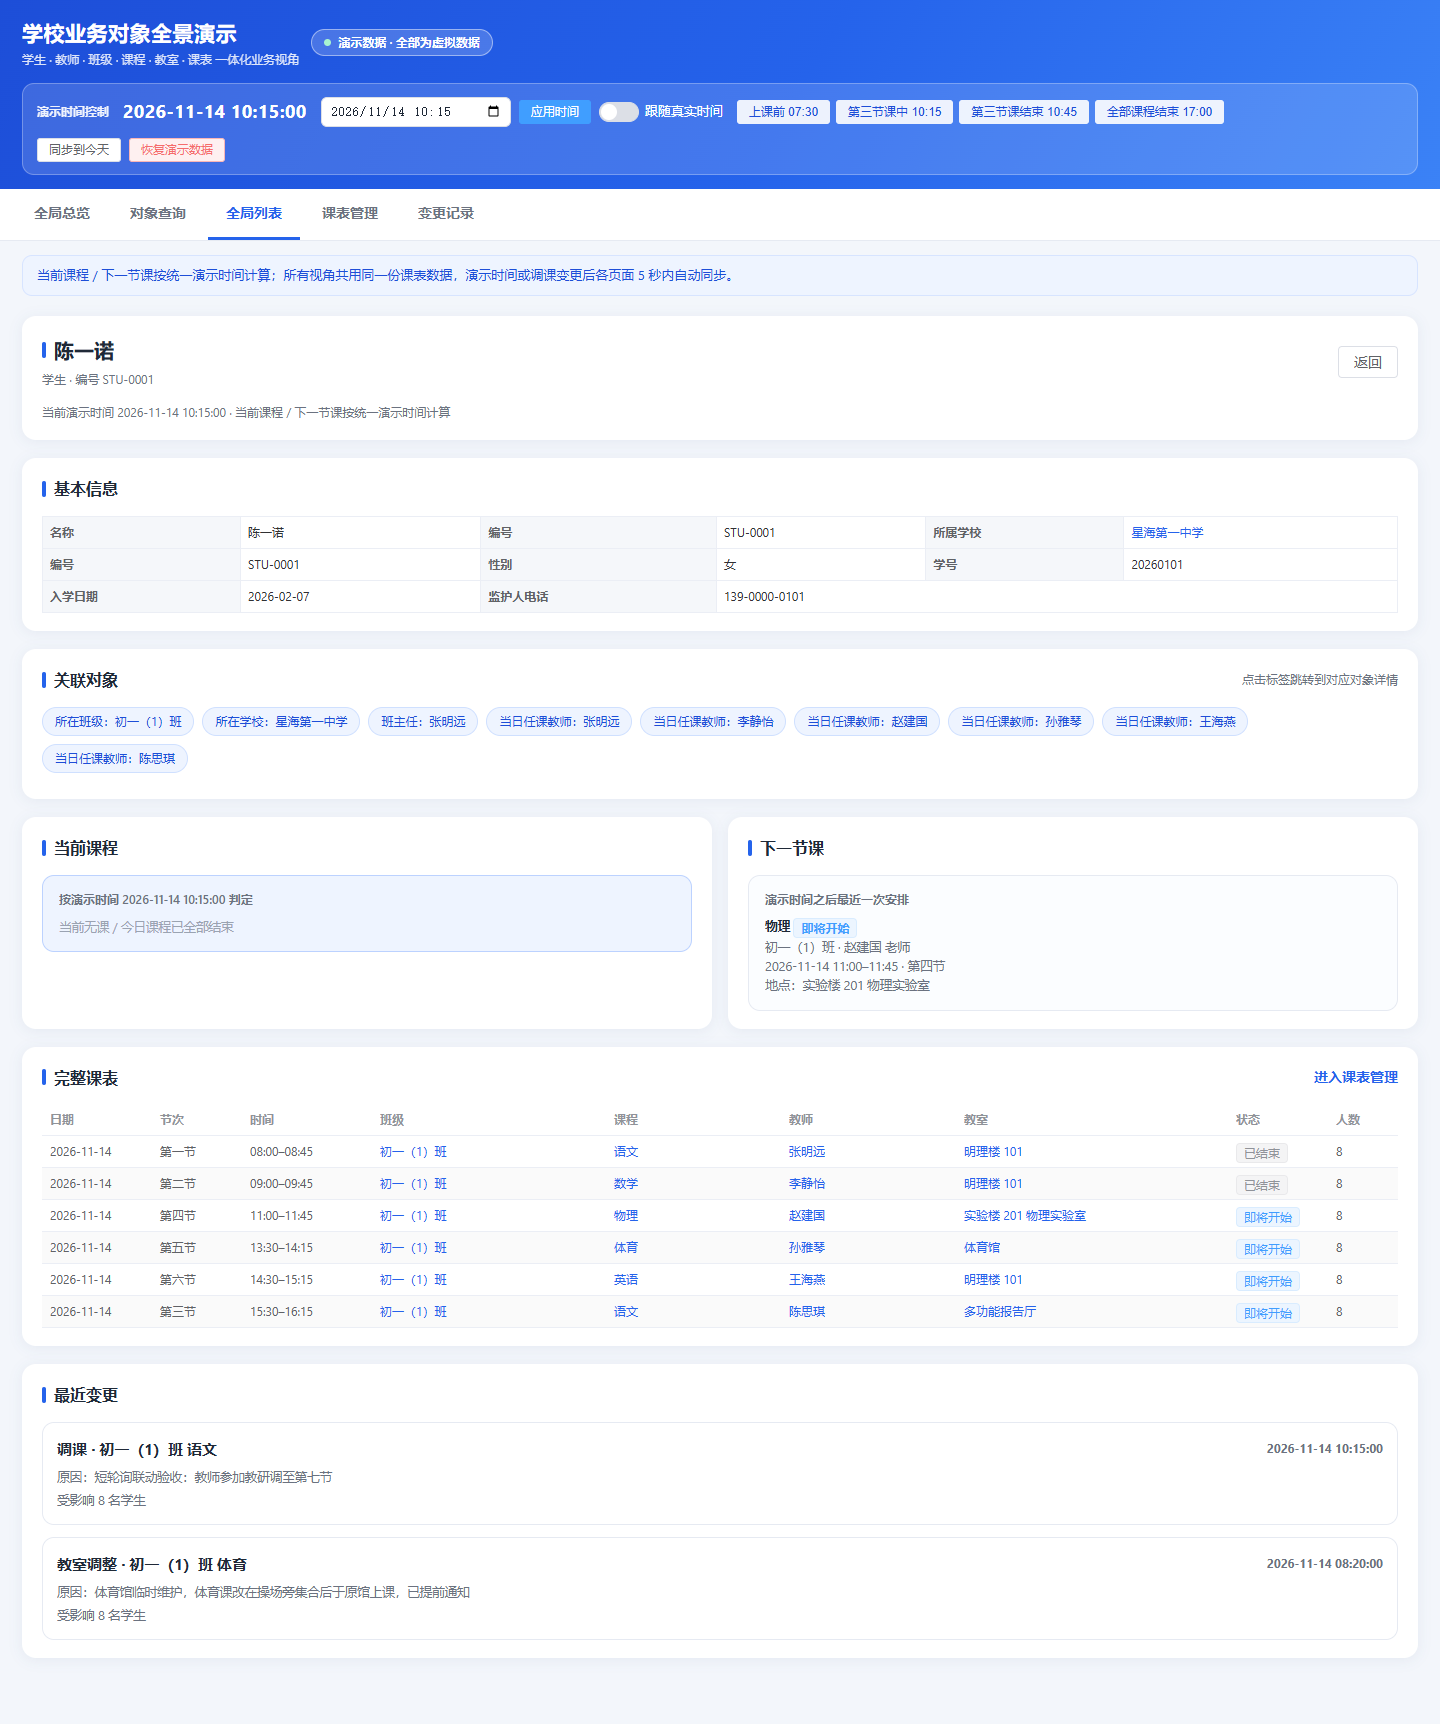 学校业务对象全景演示
学生 · 教师 · 班级 · 课程 · 教室 · 课表 一体化业务视角
演示数据 · 全部为虚拟数据
演示时间控制 2026-11-14 10:15:00 2026/11/14 10:15 应用时间 跟随真实时间 上课前 07:30 第三节课中 10:15 第三节课结束 10:45 全部课程结束 17:00
同步到今天 恢复演示数据
全局总览 对象查询 全局列表 课表管理 变更记录
当前课程 / 下一节课按统一演示时间计算；所有视角共用同一份课表数据，演示时间或调课变更后各页面 5 秒内自动同步。
陈一诺
返回
学生 · 编号 STU-0001
当前演示时间 2026-11-14 10:15:00 · 当前课程 / 下一节课按统一演示时间计算
基本信息
名称 陈一诺 编号 STU-0001 所属学校 星海第一中学
编号 STU-0001 性别 女 学号 20260101
入学日期 2026-02-07 监护人电话 139-0000-0101
关联对象 点击标签跳转到对应对象详情
所在班级：初一（1）班 所在学校：星海第一中学 班主任：张明远 当日任课教师：张明远 当日任课教师：李静怡 当日任课教师：赵建国 当日任课教师：孙雅琴 当日任课教师：王海燕
当日任课教师：陈思琪
当前课程
按演示时间 2026-11-14 10:15:00 判定
当前无课 / 今日课程已全部结束
下一节课
演示时间之后最近一次安排
物理 即将开始
初一（1）班 · 赵建国 老师
2026-11-14 11:00–11:45 · 第四节
地点：实验楼 201 物理实验室
完整课表 进入课表管理
日期 节次 时间 班级 课程 教师 教室 状态 人数
2026-11-14 第一节 08:00–08:45 初一（1）班 语文 张明远 明理楼 101 已结束 8
2026-11-14 第二节 09:00–09:45 初一（1）班 数学 李静怡 明理楼 101 已结束 8
2026-11-14 第四节 11:00–11:45 初一（1）班 物理 赵建国 实验楼 201 物理实验室 即将开始 8
2026-11-14 第五节 13:30–14:15 初一（1）班 体育 孙雅琴 体育馆 即将开始 8
2026-11-14 第六节 14:30–15:15 初一（1）班 英语 王海燕 明理楼 101 即将开始 8
2026-11-14 第三节 15:30–16:15 初一（1）班 语文 陈思琪 多功能报告厅 即将开始 8
最近变更
调课 · 初一（1）班 语文 2026-11-14 10:15:00
原因：短轮询联动验收：教师参加教研调至第七节
受影响 8 名学生
教室调整 · 初一（1）班 体育 2026-11-14 08:20:00
原因：体育馆临时维护，体育课改在操场旁集合后于原馆上课，已提前通知
受影响 8 名学生